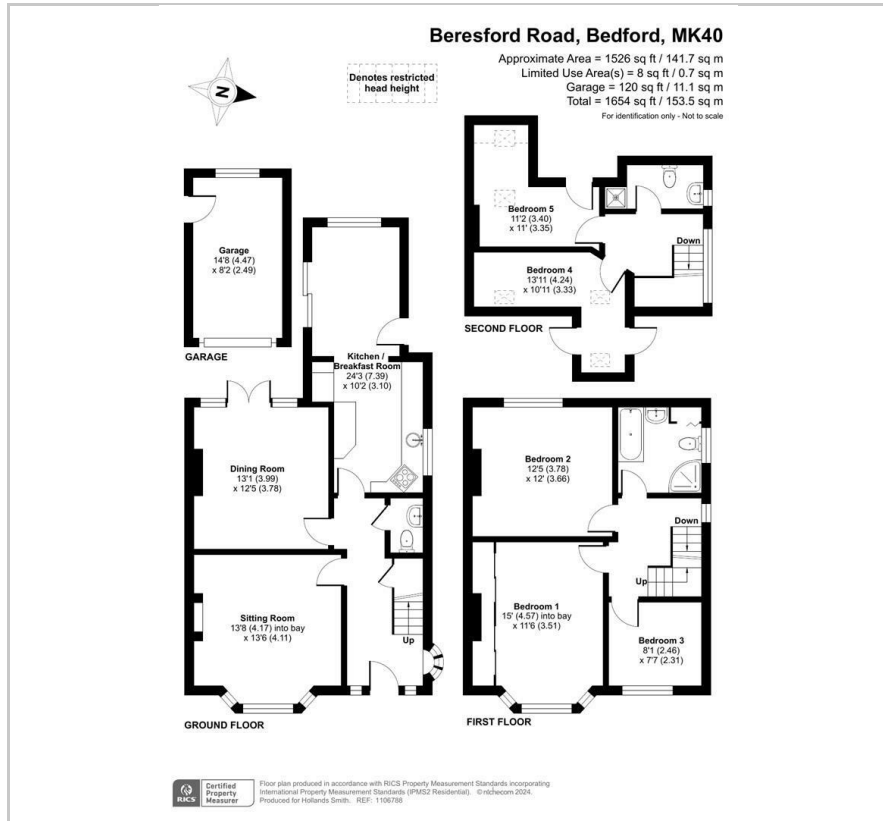 Beresford Road, Bedford, MK40
Approximate Area = 1526 sq ft / 141.7 sq m
Limited Use Area(s) = 8 sq ft / 0.7 sq m
Garage = 120 sq ft / 11.1 sq m
Total = 1654 sq ft / 153.5 sq m
For identification only - Not to scale
N
Denotes restricted
head height
Garage
14'8 (4.47)
x 8'2 (2.49)
GARAGE
Kitchen /
Breakfast Room
24'3 (7.39)
x 10'2 (3.10)
Dining Room
13'1 (3.99)
x 12'5 (3.78)
Sitting Room
13'8 (4.17) into bay
x 13'6 (4.11)
Up
GROUND FLOOR
Bedroom 5
11'2 (3.40)
x 11' (3.35)
Down
Bedroom 4
13'11 (4.24)
x 10'11 (3.33)
SECOND FLOOR
Bedroom 2
12'5 (3.78)
x 12' (3.66)
Down
Up
Bedroom 1
15' (4.57) into bay
x 11'6 (3.51)
Bedroom 3
8'1 (2.46)
x 7'7 (2.31)
FIRST FLOOR
RICS
Certified
Property
Measurer
Floor plan produced in accordance with RICS Property Measurement Standards incorporating
International Property Measurement Standards (IPMS2 Residential). © ntchecom 2024.
Produced for Hollands Smith. REF: 1106788